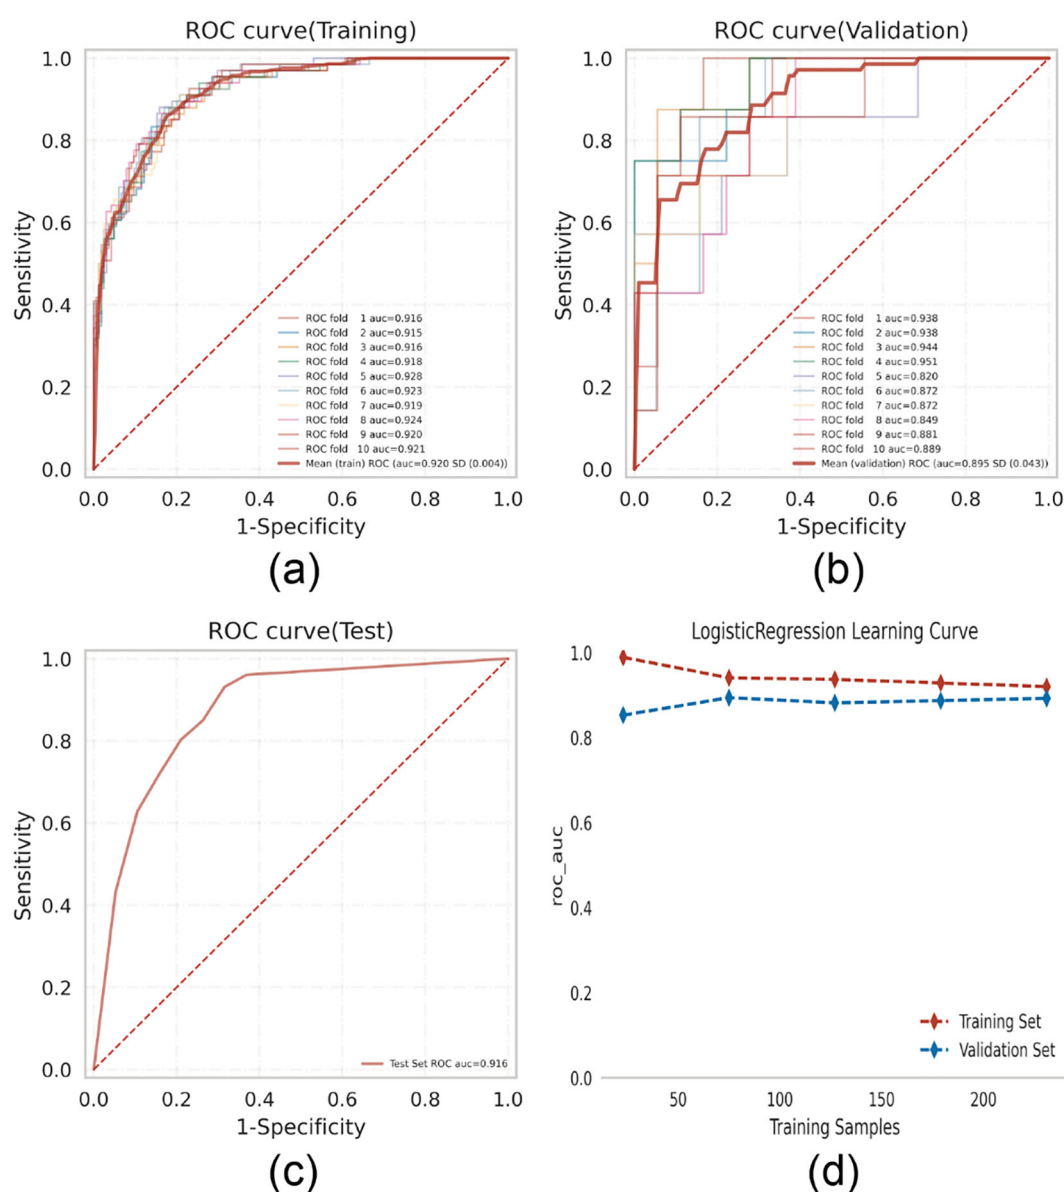 ROC curve(Training)
1.0
0.8
0.6
0.4
0.2
0.0
Sensitivity
ROC fold 1 auc=0.916
ROC fold 2 auc=0.915
ROC fold 3 auc=0.916
ROC fold 4 auc=0.918
ROC fold 5 auc=0.928
ROC fold 6 auc=0.923
ROC fold 7 auc=0.919
ROC fold 8 auc=0.924
ROC fold 9 auc=0.920
ROC fold 10 auc=0.921
Mean (train) ROC (auc=0.920 SD (0.004))
0.0 0.2 0.4 0.6 0.8 1.0
1-Specificity
(a)
ROC curve(Validation)
1.0
0.8
0.6
0.4
0.2
0.0
Sensitivity
ROC fold 1 auc=0.938
ROC fold 2 auc=0.938
ROC fold 3 auc=0.944
ROC fold 4 auc=0.951
ROC fold 5 auc=0.820
ROC fold 6 auc=0.872
ROC fold 7 auc=0.872
ROC fold 8 auc=0.849
ROC fold 9 auc=0.881
ROC fold 10 auc=0.889
Mean (validation) ROC (auc=0.895 SD (0.043))
0.0 0.2 0.4 0.6 0.8 1.0
1-Specificity
(b)
ROC curve(Test)
1.0
0.8
0.6
0.4
0.2
0.0
Sensitivity
Test Set ROC auc=0.916
0.0 0.2 0.4 0.6 0.8 1.0
1-Specificity
(c)
LogisticRegression Learning Curve
1.0
0.8
0.6
0.4
0.2
0.0
roc_auc
Training Set
Validation Set
50 100 150 200
Training Samples
(d)